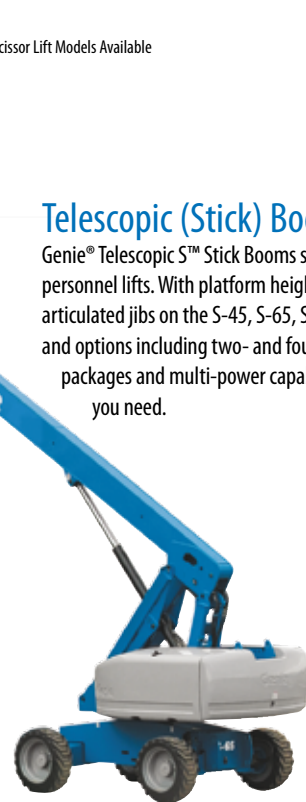 cissor Lift Models Available
Telescopic (Stick) Boo
Genie® Telescopic S™ Stick Booms s
personnel lifts. With platform heigh
articulated jibs on the S-45, S-65, S
and options including two- and fou
packages and multi-power capa
you need.